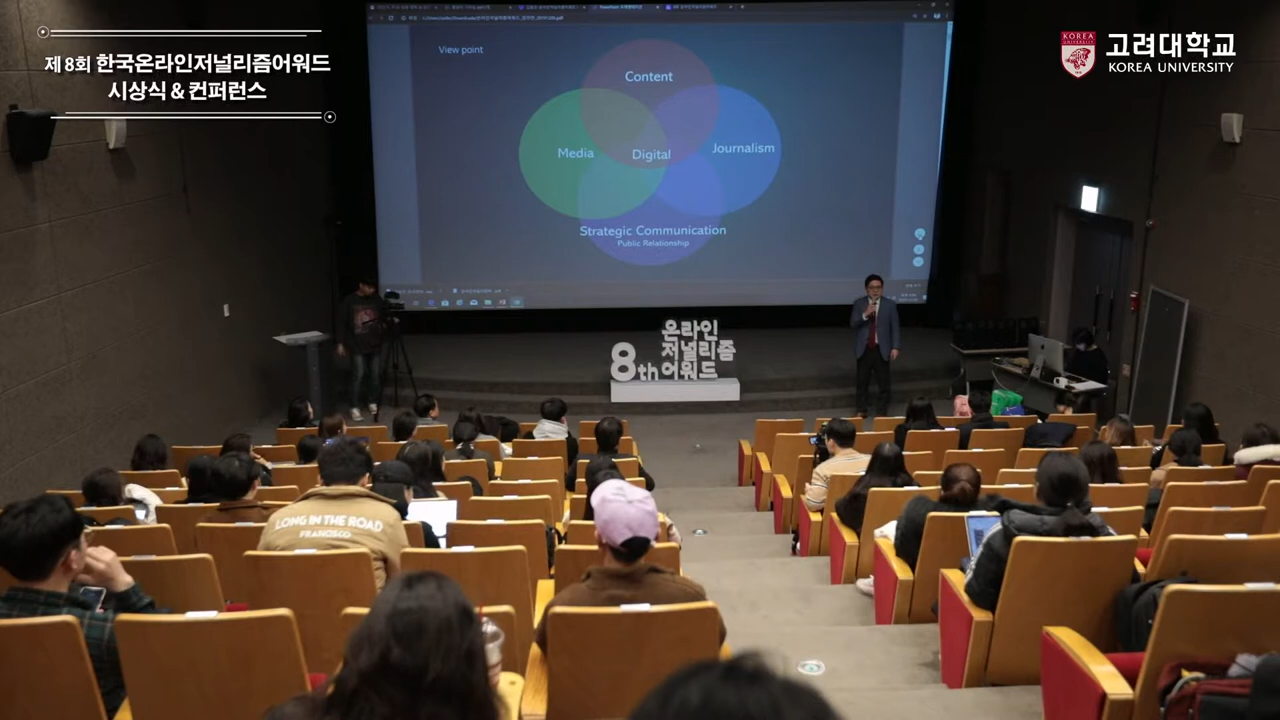 제 8회 한국온라인저널리즘어워드
시상식 & 컨퍼런스
KOREA
UNIVERSITY
고려대학교
KOREA UNIVERSITY
View point
Content
Media
Digital
Journalism
Strategic Communication
Public Relationship
8th
온라인
저널리즘
어워드
LONG IN THE ROAD
FRANCISCO